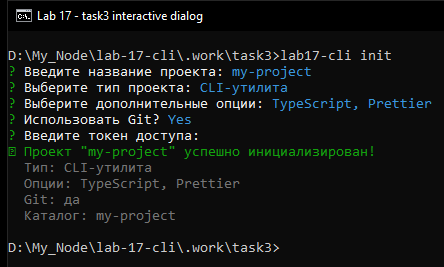 Lab 17 - task3 interactive dialog
D:\My_Node\lab-17-cli\.work\task3>lab17-cli init
? Введите название проекта: my-project
? Выберите тип проекта: CLI-утилита
? Выберите дополнительные опции: TypeScript, Prettier
? Использовать Git? Yes
? Введите токен доступа:
Проект "my-project" успешно инициализирован!
Тип: CLI-утилита
Опции: TypeScript, Prettier
Git: да
Каталог: my-project
D:\My_Node\lab-17-cli\.work\task3>